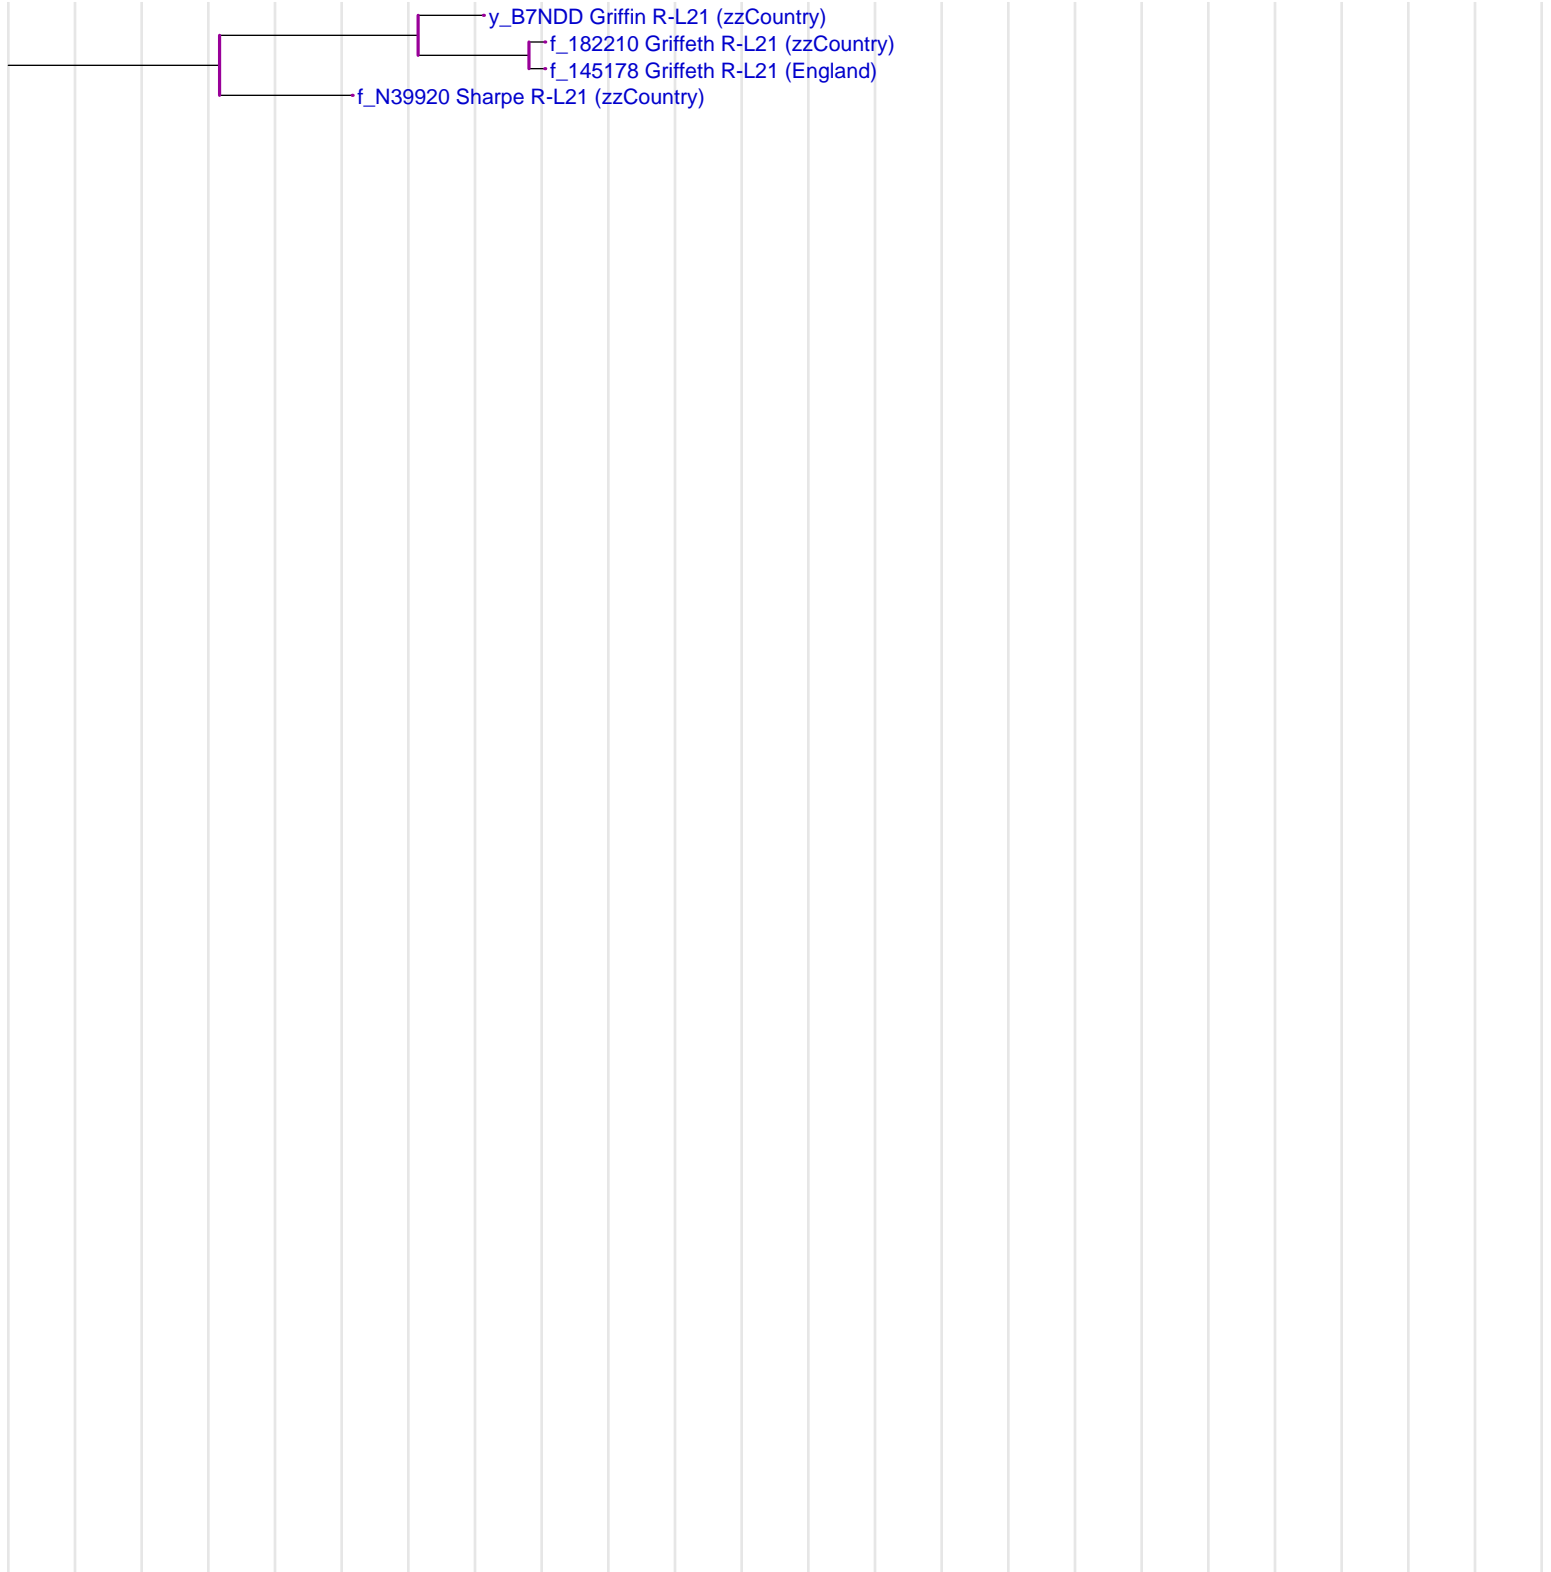 y_B7NDD Griffin R-L21 (zzCountry)
f_182210 Griffeth R-L21 (zzCountry)
f_145178 Griffeth R-L21 (England)
f_N39920 Sharpe R-L21 (zzCountry)